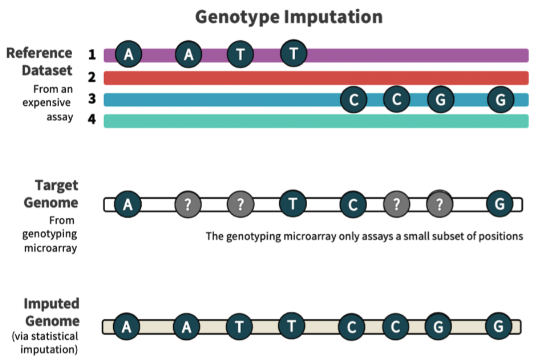 Genotype Imputation
Reference
Dataset
From an
expensive
assay
1 A A T T
2
3 C C G G
4
Target
Genome
From
genotyping
microarray
A ? ? T C ? ? G
The genotyping microarray only assays a small subset of positions
Imputed
Genome
(via statistical
imputation)
A A T T C C G G